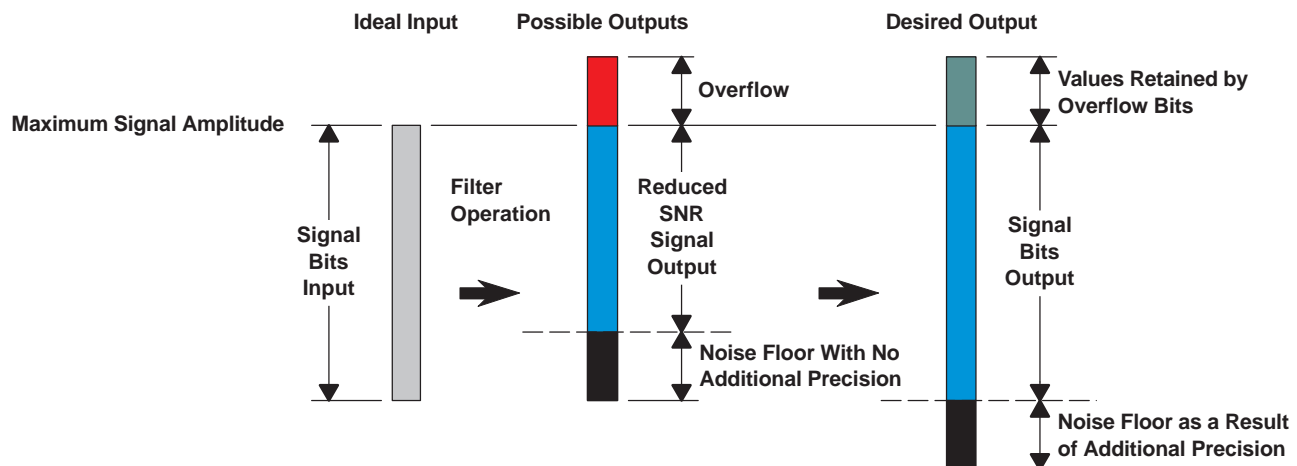 Ideal Input
Possible Outputs
Desired Output
Overflow
Values Retained by
Overflow Bits
Maximum Signal Amplitude
Filter
Operation
Reduced
SNR
Signal
Output
Signal
Bits
Input
Signal
Bits
Output
Noise Floor With No
Additional Precision
Noise Floor as a Result
of Additional Precision